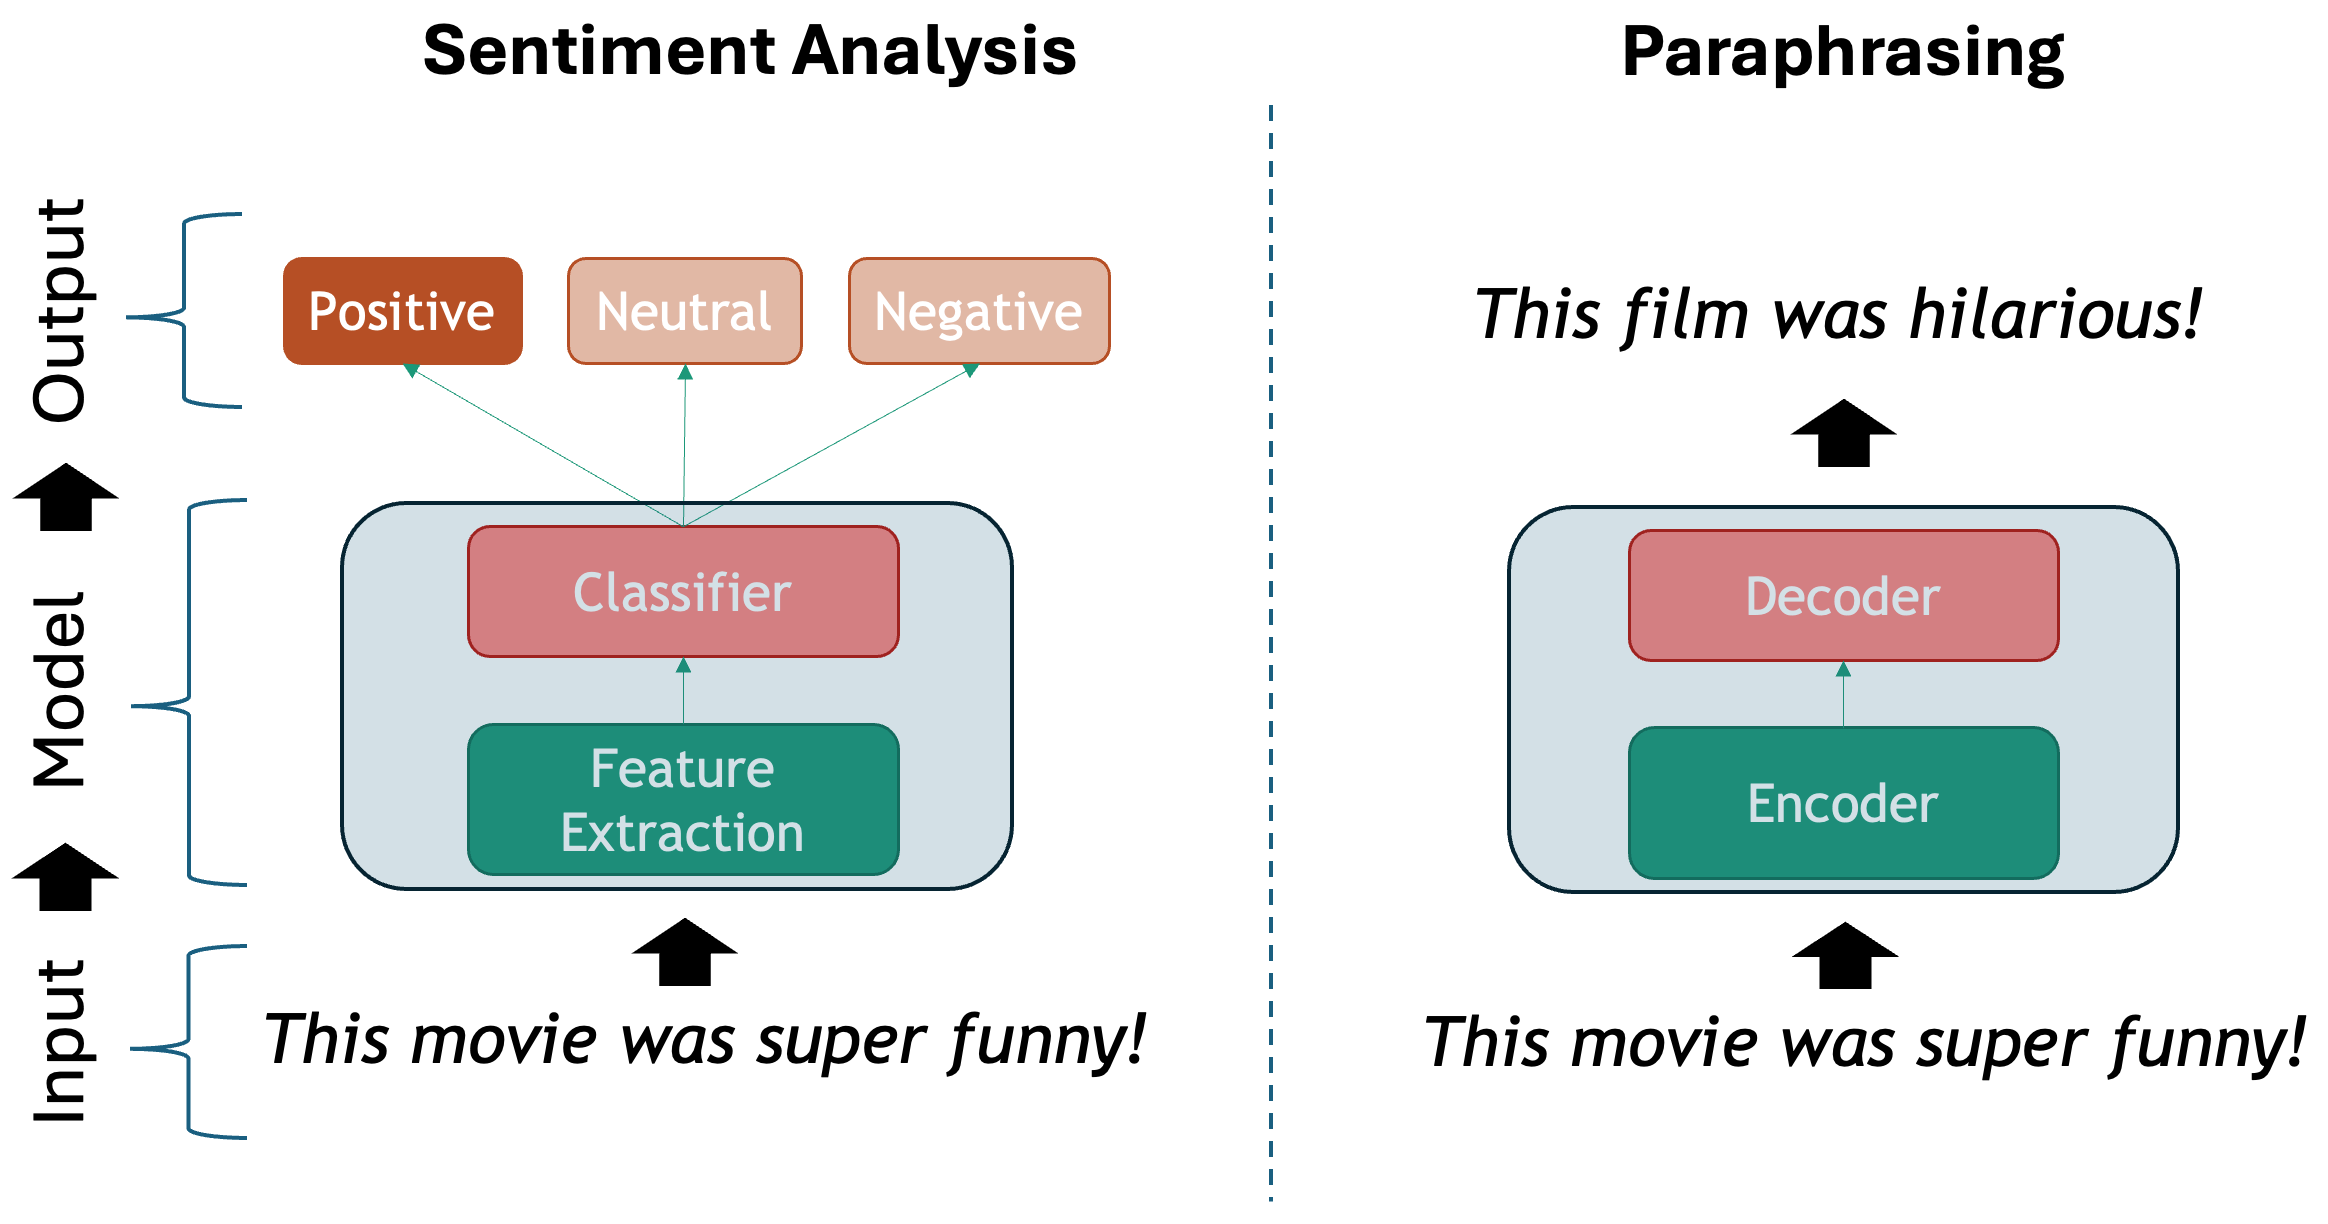 Sentiment Analysis
Paraphrasing
Output
Model
Input
Positive
Neutral
Negative
Classifier
Feature
Extraction
This movie was super funny!
This film was hilarious!
Decoder
Encoder
This movie was super funny!